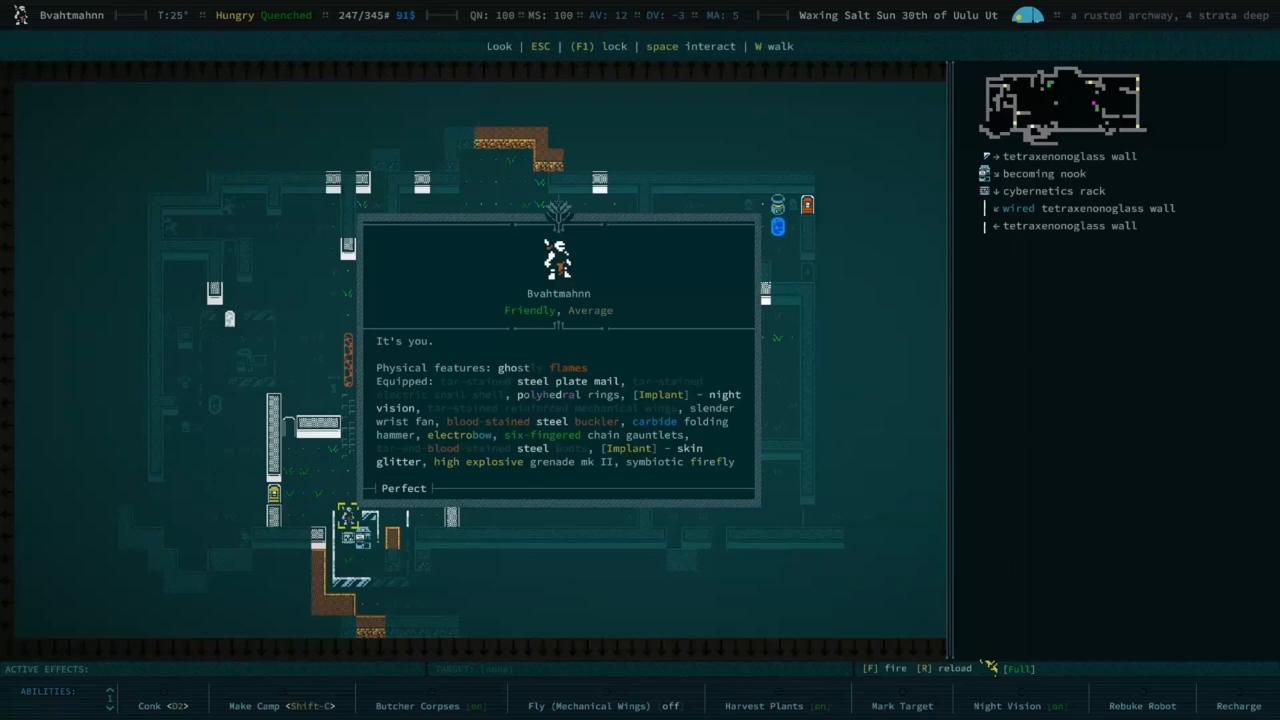 Bvahtmahnn T:25° Hungry Quenched 247/345# 91$ QN: 100 MS: 100 AV: 12 DV: -3 MA: 5 Waxing Salt Sun 30th of Uulu Ut a rusted archway, 4 strata deep
Look | ESC | (F1) lock | space interact | W walk
tetraxenonoglass wall
becoming nook
cybernetics rack
wired tetraxenonoglass wall
tetraxenonoglass wall
Bvahtmahnn
Friendly, Average
It's you.
Physical features: ghostly flames
Equipped: tar-stained steel plate mail, tar-stained
electric snail shell, polyhedral rings, [Implant] - night
vision, tar-stained reinforced mechanical wings, slender
wrist fan, blood-stained steel buckler, carbide folding
hammer, electrobow, six-fingered chain gauntlets,
tar-and blood-stained steel boots, [Implant] - skin
glitter, high explosive grenade mk II, symbiotic firefly
Perfect
ACTIVE EFFECTS: TARGET: [none] [F] fire [R] reload [Full]
ABILITIES: 1 Conk <D2> Make Camp <Shift-C> Butcher Corpses [on] Fly (Mechanical Wings) off Harvest Plants [on] Mark Target Night Vision [on] Rebuke Robot Recharge